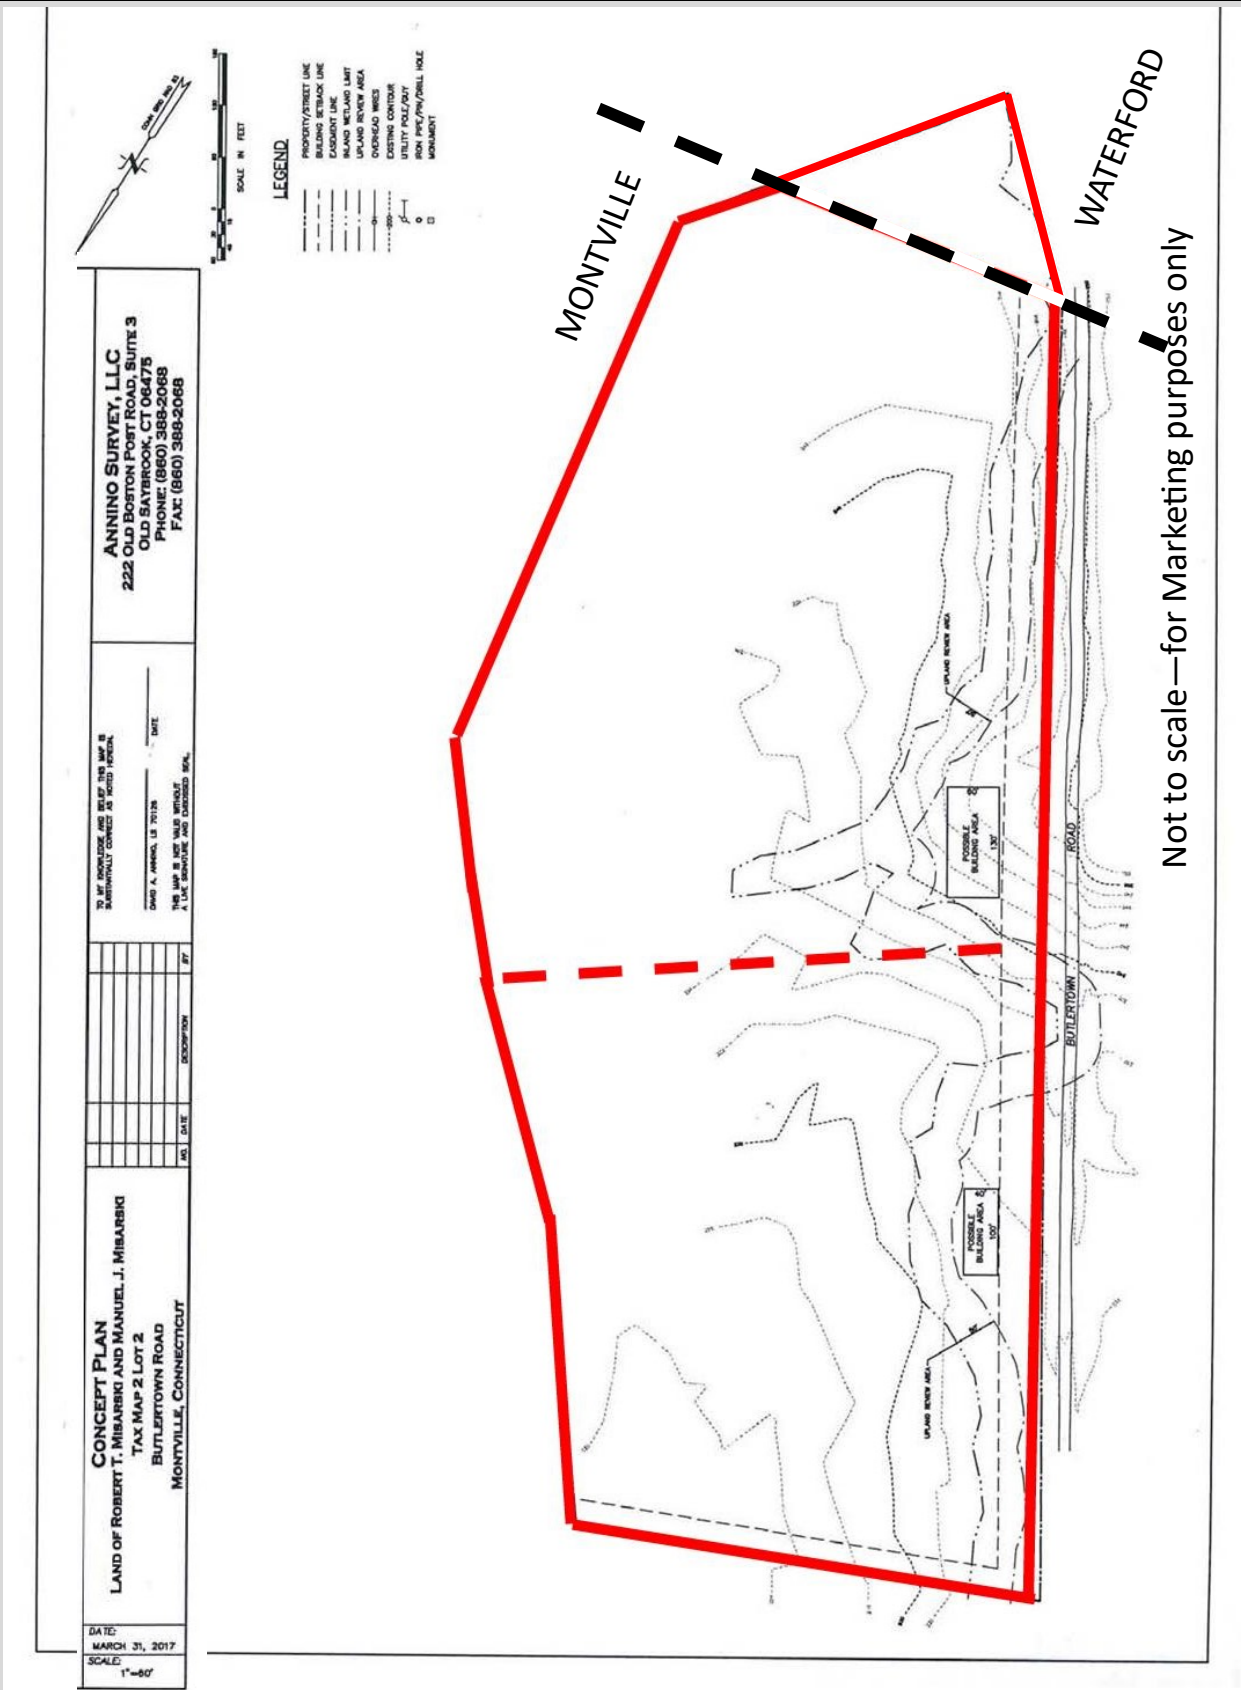 CONN GRID NAD 83
N
SCALE IN FEET
LEGEND
PROPERTY/STREET LINE
BUILDING SETBACK LINE
EASEMENT LINE
INLAND WETLAND LIMIT
UPLAND REVIEW AREA
OVERHEAD WIRES
EXISTING CONTOUR
UTILITY POLE/GUY
IRON PIPE/PIN/DRILL HOLE
MONUMENT
ANNINO SURVEY, LLC
222 OLD BOSTON POST ROAD, SUITE 3
OLD SAYBROOK, CT 06475
PHONE: (860) 388-2068
FAX: (860) 388-2068
TO MY KNOWLEDGE AND BELIEF THIS MAP IS
SUBSTANTIALLY CORRECT AS NOTED HEREON.
DAVID A. ANNINO, LS 70126
DATE
THIS MAP IS NOT VALID WITHOUT
A LIVE SIGNATURE AND EMBOSSED SEAL.
NO. DATE DESCRIPTION BY
CONCEPT PLAN
LAND OF ROBERT T. MISARSKI AND MANUEL J. MISARSKI
TAX MAP 2 LOT 2
BUTLERTOWN ROAD
MONTVILLE, CONNECTICUT
DATE:
MARCH 31, 2017
SCALE:
1"=60'
MONTVILLE
WATERFORD
Not to scale—for Marketing purposes only
UPLAND REVIEW AREA
POSSIBLE
BUILDING AREA
130'
60'
BUTLERTOWN ROAD
POSSIBLE
BUILDING AREA
100'
UPLAND REVIEW AREA